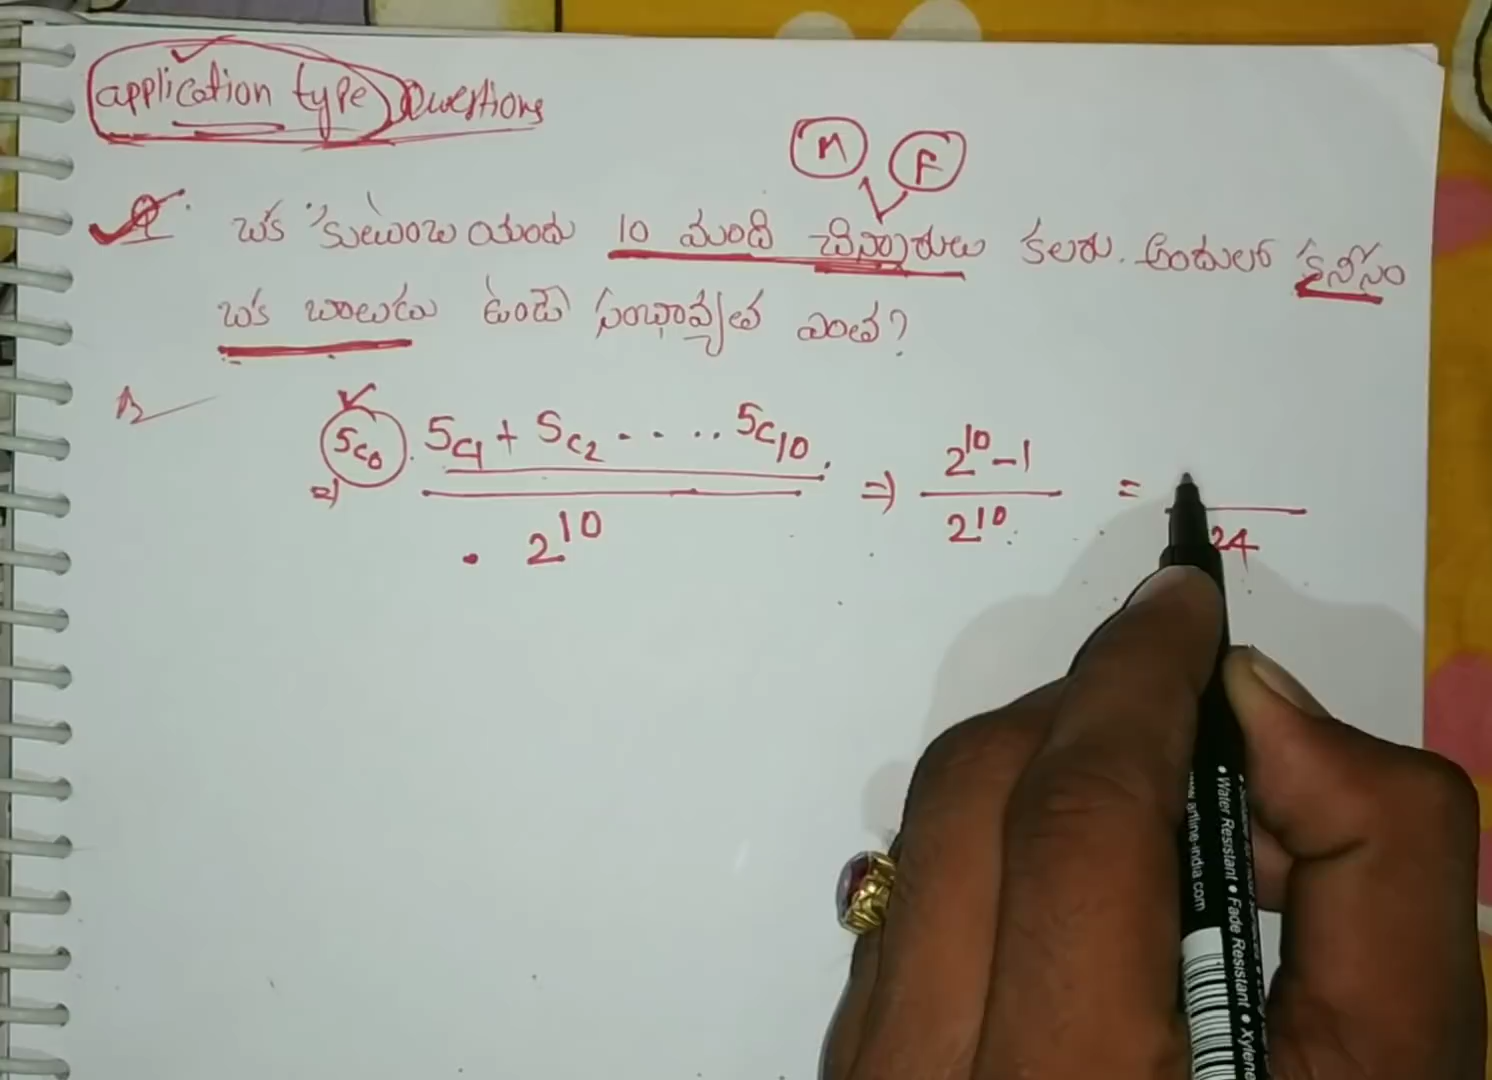 application type Questions
M F
Q. ఒక కుటుంబ యందు 10 మంది చిన్నారులు కలరు. అందులో కనీసం
ఒక బాలుడు ఉండే సంభావ్యత ఎంత?
5c0 5c1 + 5c2 ..... 5c10 => 2^10 - 1 =
2^10 2^10 24
www.artline-india.com
• Water Resistant • Fade Resistant • Xylene